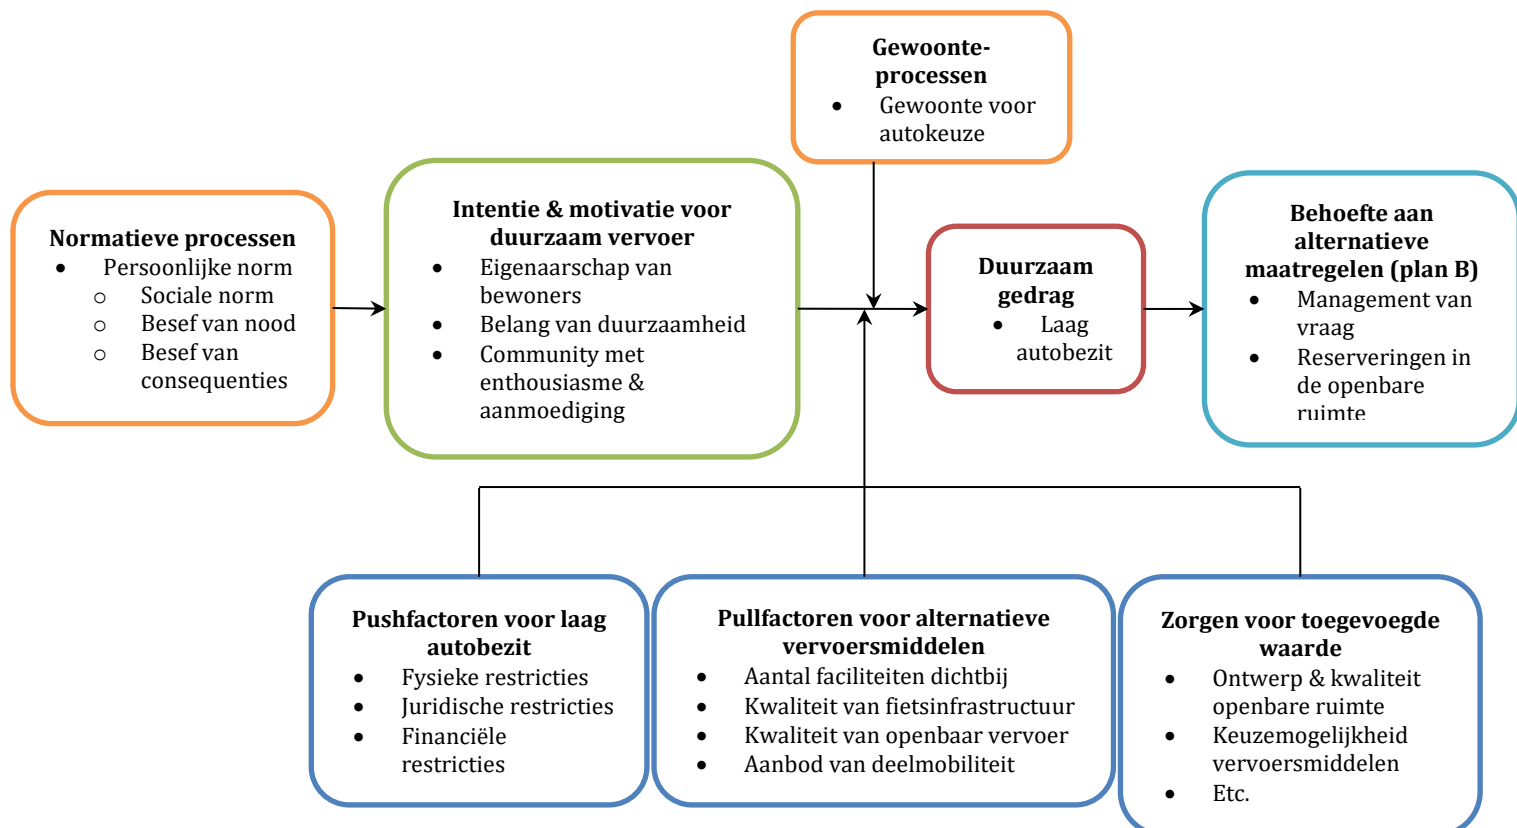 Gewoonte-
processen
• Gewoonte voor
autokeuze
Normatieve processen
• Persoonlijke norm
o Sociale norm
o Besef van nood
o Besef van
consequenties
Intentie & motivatie voor
duurzaam vervoer
• Eigenaarschap van
bewoners
• Belang van duurzaamheid
• Community met
enthousiasme &
aanmoediging
Duurzaam
gedrag
• Laag
autobezit
Behoefte aan
alternatieve
maatregelen (plan B)
• Management van
vraag
• Reserveringen in
de openbare
ruimte
Pushfactoren voor laag
autobezit
• Fysieke restricties
• Juridische restricties
• Financiële
restricties
Pullfactoren voor alternatieve
vervoersmiddelen
• Aantal faciliteiten dichtbij
• Kwaliteit van fietsinfrastructuur
• Kwaliteit van openbaar vervoer
• Aanbod van deelmobiliteit
Zorgen voor toegevoegde
waarde
• Ontwerp & kwaliteit
openbare ruimte
• Keuzemogelijkheid
vervoersmiddelen
• Etc.